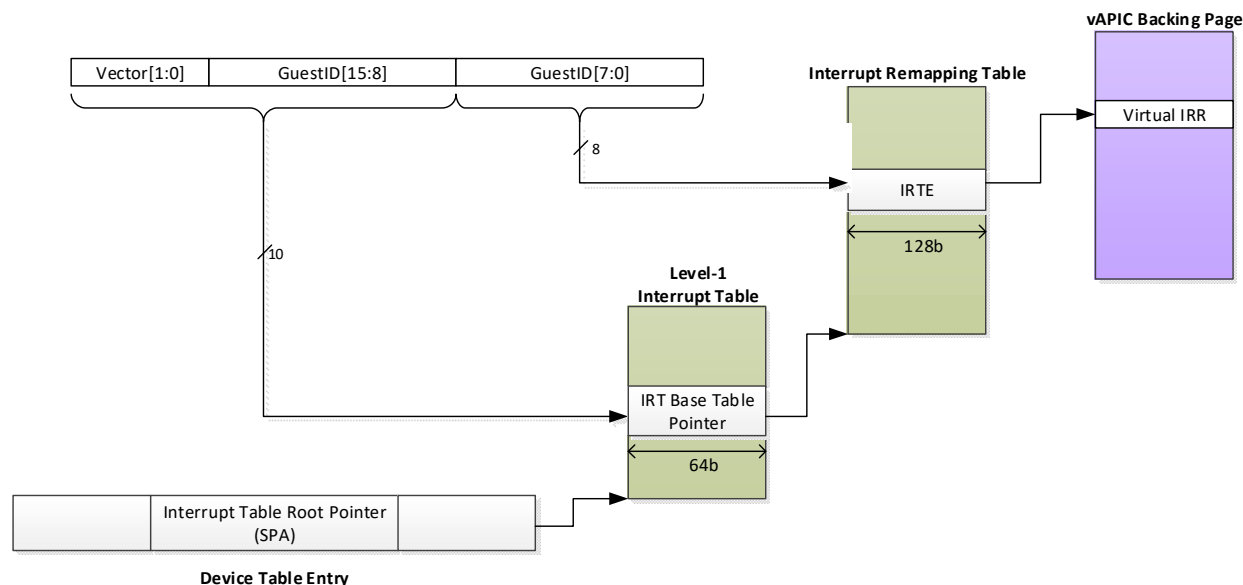 vAPIC Backing Page
Vector[1:0] GuestID[15:8] GuestID[7:0]
Interrupt Remapping Table
Virtual IRR
8
IRTE
10
128b
Level-1
Interrupt Table
IRT Base Table
Pointer
64b
Interrupt Table Root Pointer
(SPA)
Device Table Entry